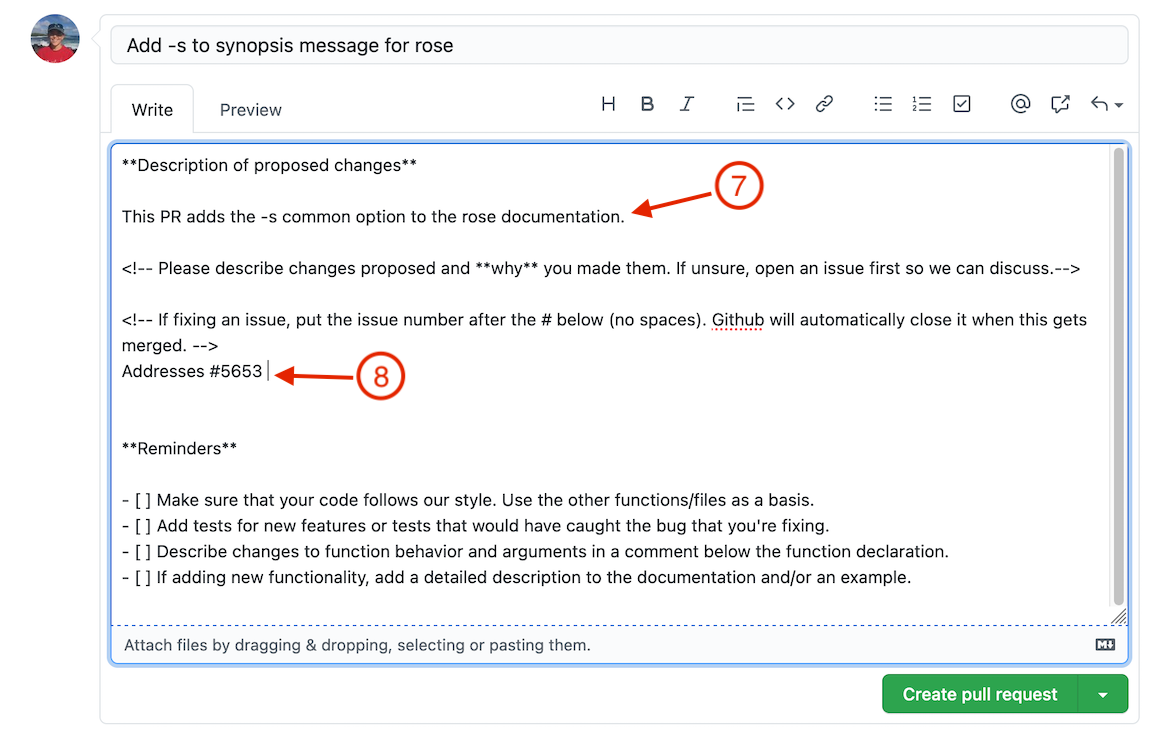 Add -s to synopsis message for rose
Write
Preview
H B I
**Description of proposed changes**
7
This PR adds the -s common option to the rose documentation.
<!-- Please describe changes proposed and **why** you made them. If unsure, open an issue first so we can discuss.-->
<!-- If fixing an issue, put the issue number after the # below (no spaces). Github will automatically close it when this gets
merged. -->
Addresses #5653
8
**Reminders**
- [ ] Make sure that your code follows our style. Use the other functions/files as a basis.
- [ ] Add tests for new features or tests that would have caught the bug that you're fixing.
- [ ] Describe changes to function behavior and arguments in a comment below the function declaration.
- [ ] If adding new functionality, add a detailed description to the documentation and/or an example.
Attach files by dragging & dropping, selecting or pasting them.
Create pull request